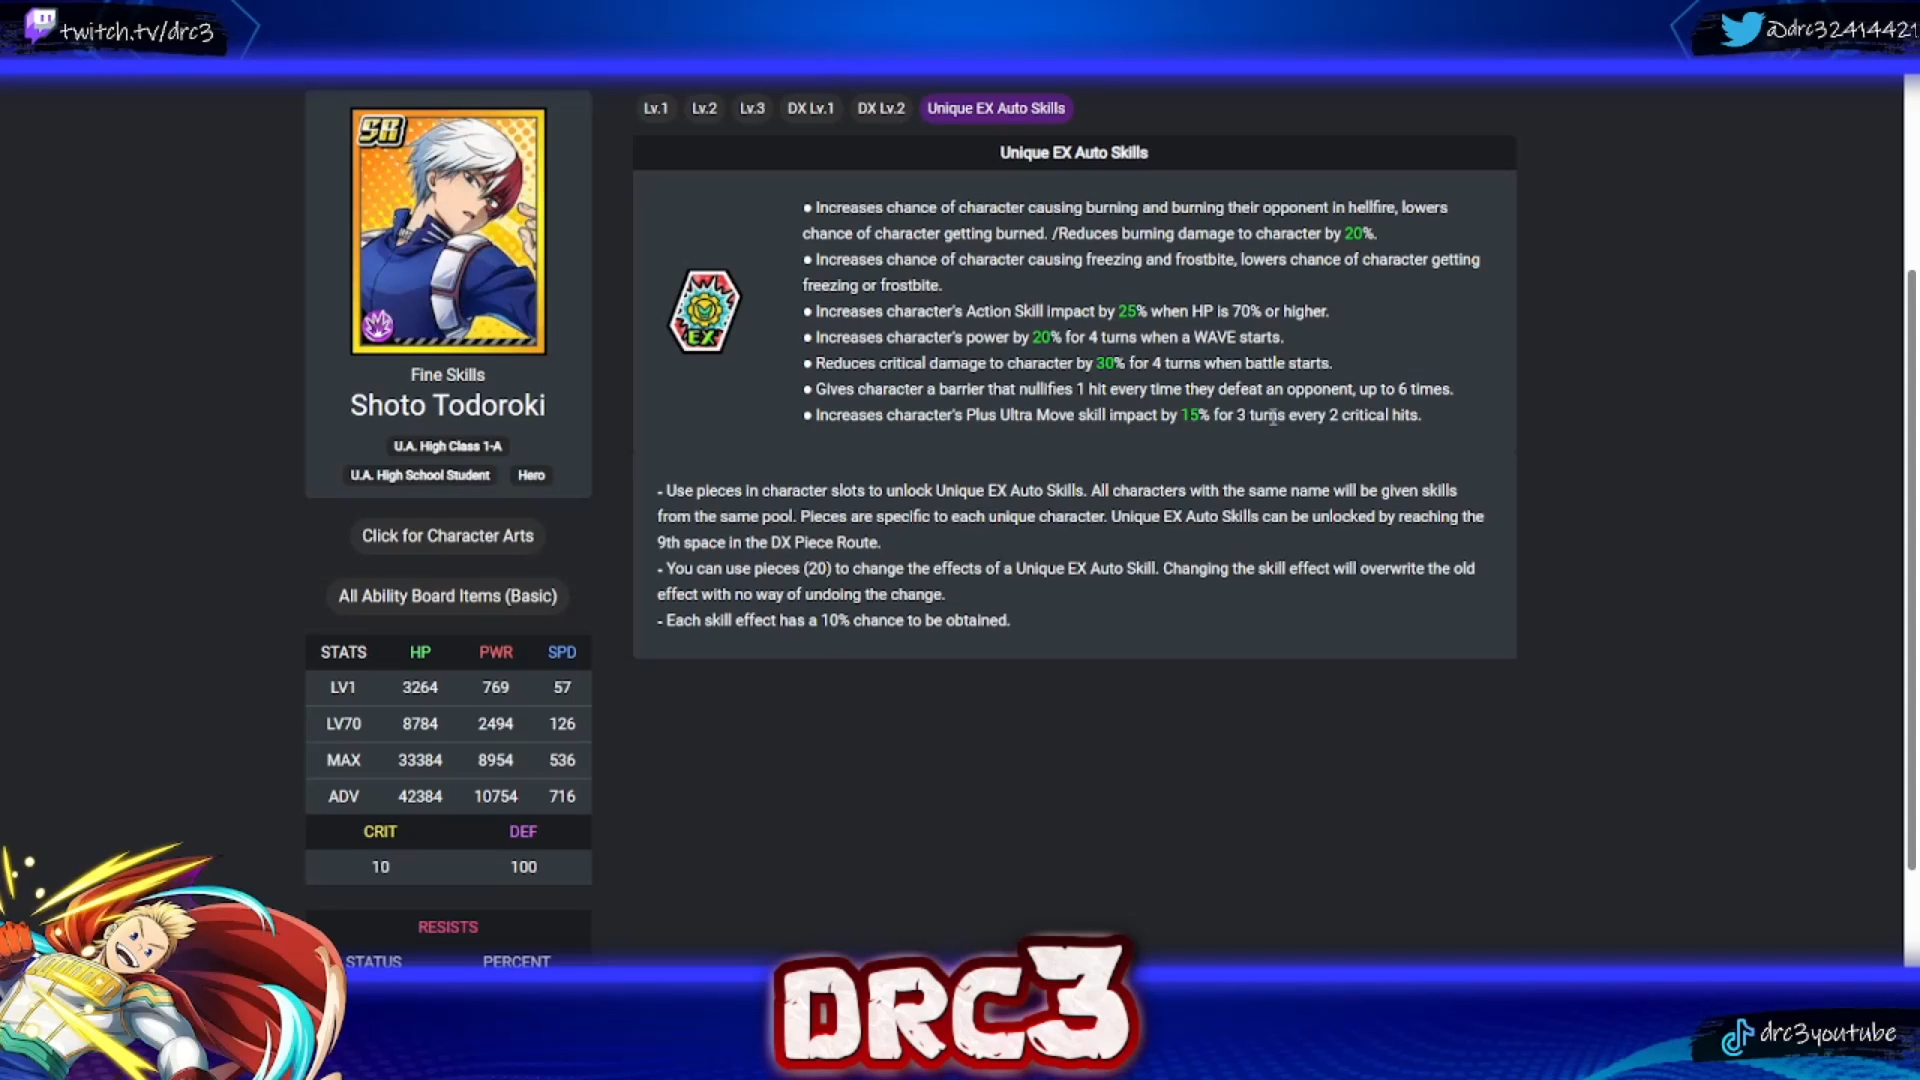 twitch.tv/drc3
@drc32414421
Lv.1 Lv.2 Lv.3 DX Lv.1 DX Lv.2 Unique EX Auto Skills
Unique EX Auto Skills
● Increases chance of character causing burning and burning their opponent in hellfire, lowers
chance of character getting burned. /Reduces burning damage to character by 20%.
● Increases chance of character causing freezing and frostbite, lowers chance of character getting
freezing or frostbite.
● Increases character's Action Skill impact by 25% when HP is 70% or higher.
● Increases character's power by 20% for 4 turns when a WAVE starts.
● Reduces critical damage to character by 30% for 4 turns when battle starts.
● Gives character a barrier that nullifies 1 hit every time they defeat an opponent, up to 6 times.
● Increases character's Plus Ultra Move skill impact by 15% for 3 turns every 2 critical hits.
EX
- Use pieces in character slots to unlock Unique EX Auto Skills. All characters with the same name will be given skills
from the same pool. Pieces are specific to each unique character. Unique EX Auto Skills can be unlocked by reaching the
9th space in the DX Piece Route.
- You can use pieces (20) to change the effects of a Unique EX Auto Skill. Changing the skill effect will overwrite the old
effect with no way of undoing the change.
- Each skill effect has a 10% chance to be obtained.
SR
Fine Skills
Shoto Todoroki
U.A. High Class 1-A
U.A. High School Student Hero
Click for Character Arts
All Ability Board Items (Basic)
STATS HP PWR SPD
LV1 3264 769 57
LV70 8784 2494 126
MAX 33384 8954 536
ADV 42384 10754 716
CRIT DEF
10 100
RESISTS
STATUS PERCENT
DRC3
drc3youtube